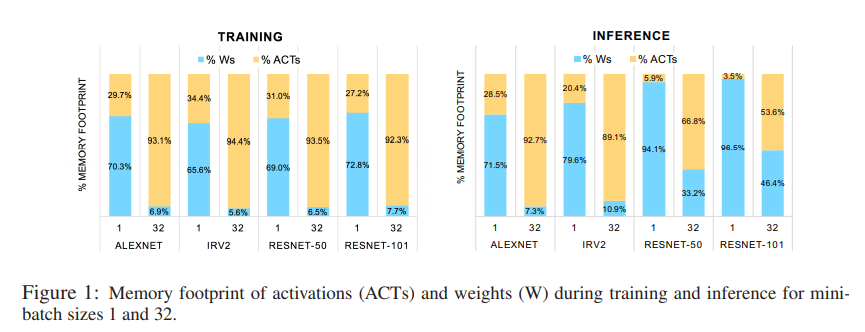 TRAINING
% Ws % ACTs
% MEMORY FOOTPRINT
29.7% 34.4% 31.0% 27.2%
93.1% 94.4% 93.5% 92.3%
70.3% 65.6% 69.0% 72.8%
6.9% 5.6% 6.5% 7.7%
1 32 1 32 1 32 1 32
ALEXNET IRV2 RESNET-50 RESNET-101
INFERENCE
% Ws % ACTs
% MEMORY FOOTPRINT
28.5% 20.4% 5.9% 3.5%
92.7% 89.1% 66.8% 53.6%
71.5% 79.6% 94.1% 96.5%
7.3% 10.9% 33.2% 46.4%
1 32 1 32 1 32 1 32
ALEXNET IRV2 RESNET-50 RESNET-101
Figure 1: Memory footprint of activations (ACTs) and weights (W) during training and inference for mini-
batch sizes 1 and 32.